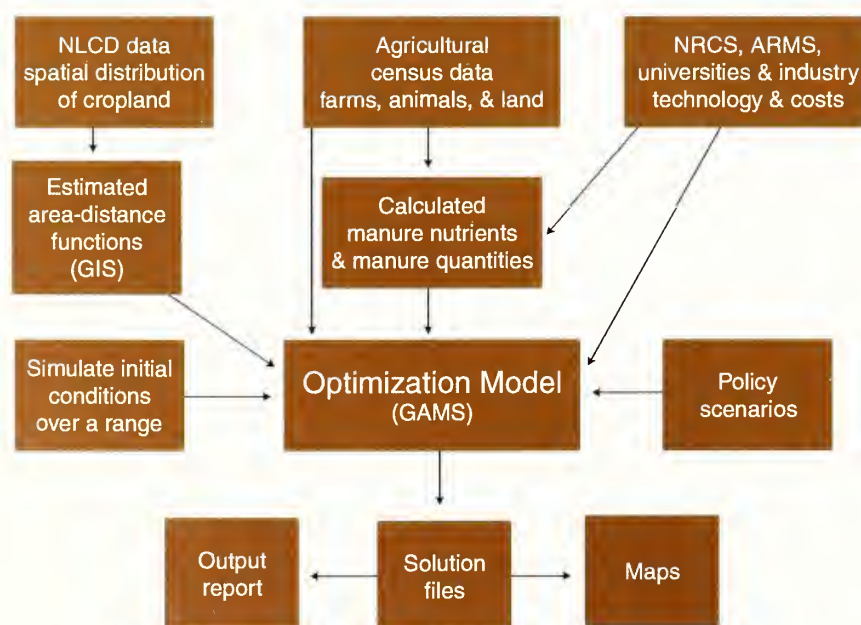 NLCD data
spatial distribution
of cropland
Agricultural
census data
farms, animals, & land
NRCS, ARMS,
universities & industry
technology & costs
Estimated
area-distance
functions
(GIS)
Calculated
manure nutrients
& manure quantities
Simulate initial
conditions
over a range
Optimization Model
(GAMS)
Policy
scenarios
Output
report
Solution
files
Maps